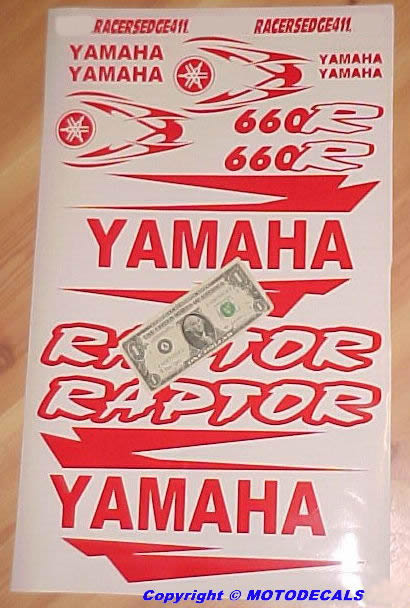 RACERSEDGE411. RACERSEDGE411.
YAMAHA YAMAHA
YAMAHA YAMAHA
660R
660R
YAMAHA
RAPTOR
RAPTOR
YAMAHA
Copyright © MOTODECALS